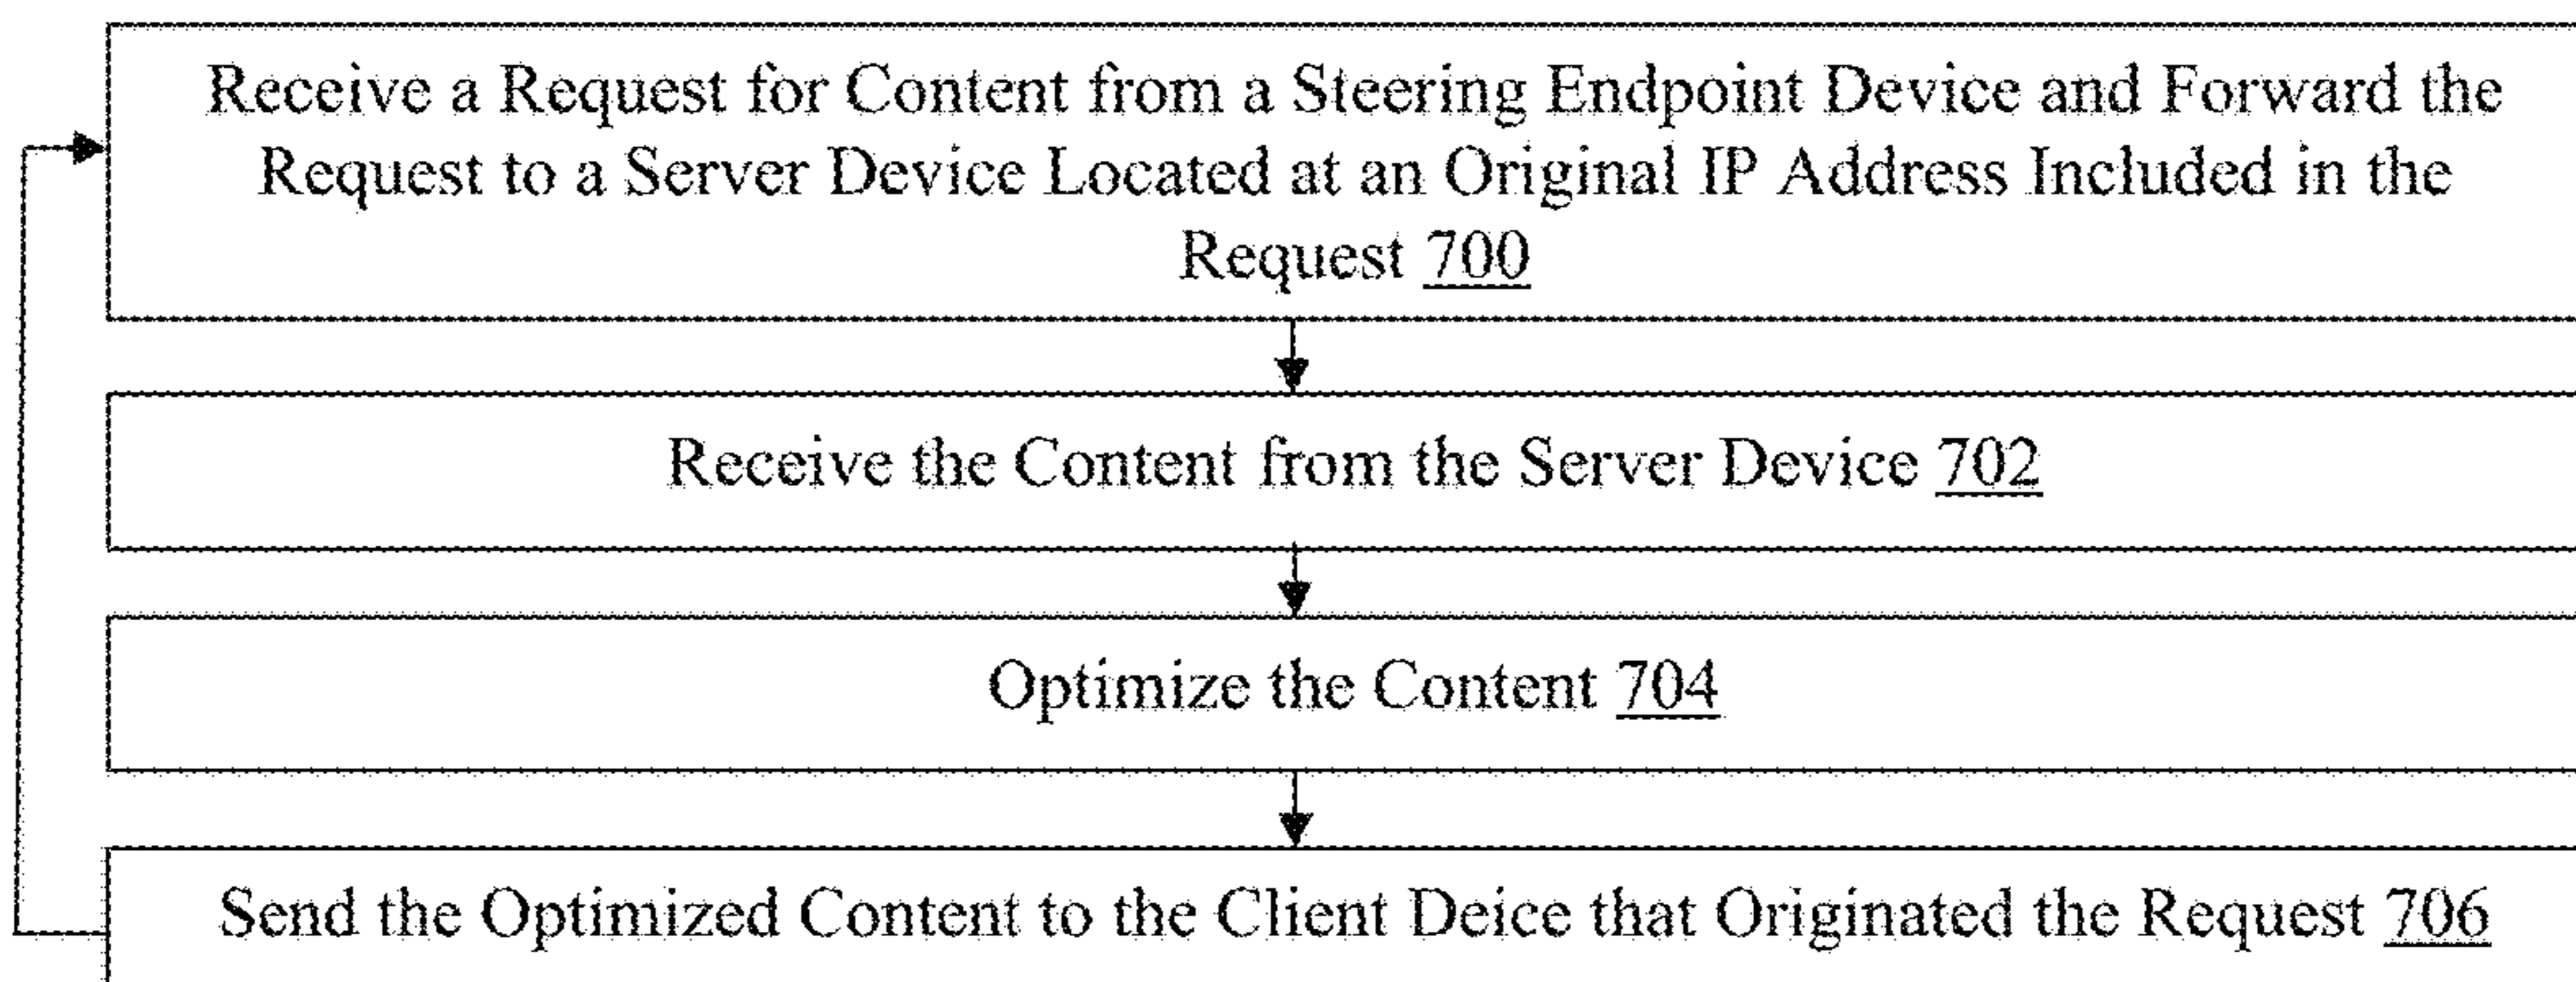 Receive a Request for Content from a Steering Endpoint Device and Forward the
Request to a Server Device Located at an Original IP Address Included in the
Request 700
Receive the Content from the Server Device 702
Optimize the Content 704
Send the Optimized Content to the Client Deice that Originated the Request 706